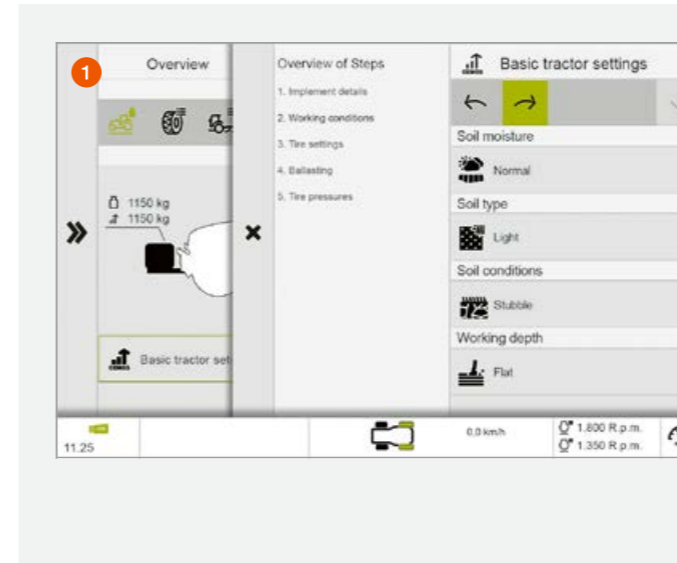 1
Overview
1150 kg
1150 kg
Basic tractor set
Overview of Steps
1. Implement details
2. Working conditions
3. Tire settings
4. Ballasting
5. Tire pressures
CEMOS
Basic tractor settings
Soil moisture
Normal
Soil type
Light
Soil conditions
Stubble
Working depth
Flat
11.25
0,0 km/h
1.800 R.p.m.
1.350 R.p.m.